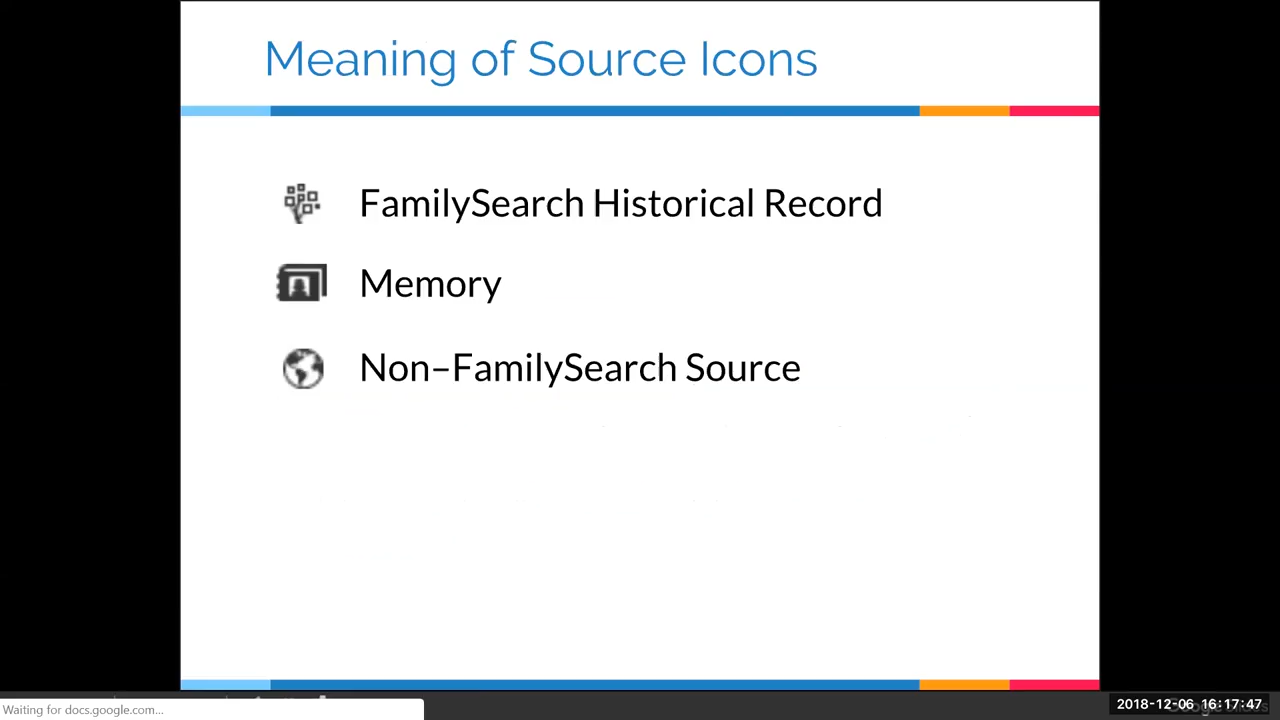 Meaning of Source Icons
FamilySearch Historical Record
Memory
Non–FamilySearch Source
Waiting for docs.google.com...
2018-12-06 16:17:47